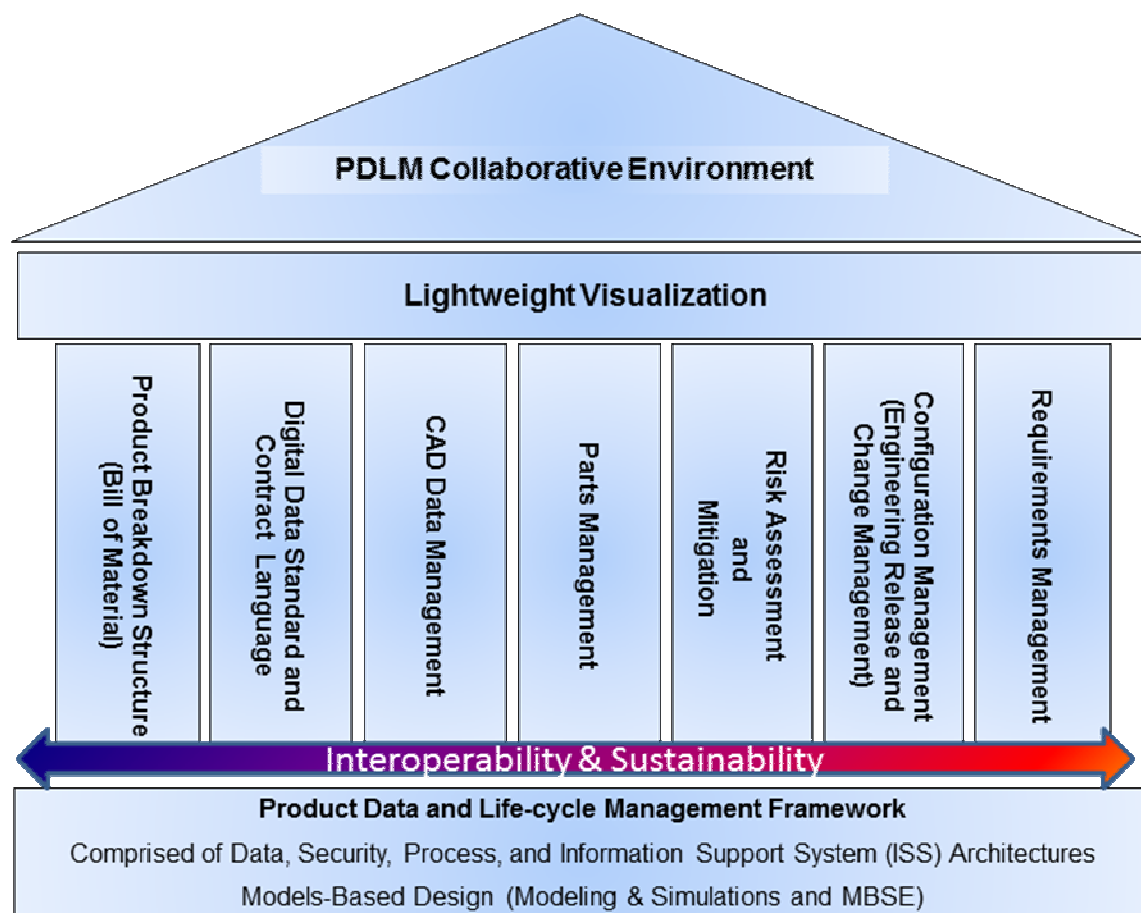 PDLM Collaborative Environment
Lightweight Visualization
Product Breakdown Structure
(Bill of Material)
Digital Data Standard and
Contract Language
CAD Data Management
Parts Management
Risk Assessment
and
Mitigation
Configuration Management
(Engineering Release and
Change Management)
Requirements Management
Interoperability & Sustainability
Product Data and Life-cycle Management Framework
Comprised of Data, Security, Process, and Information Support System (ISS) Architectures
Models-Based Design (Modeling & Simulations and MBSE)